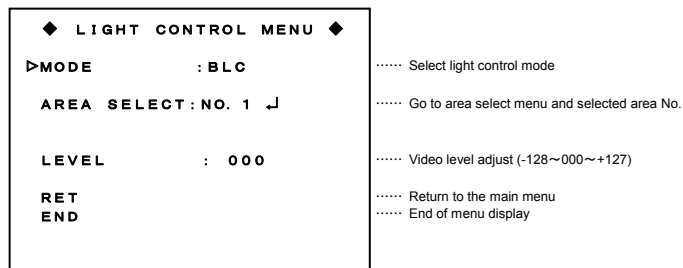 ◆ LIGHT CONTROL MENU ◆
▷MODE :BLC ...... Select light control mode
AREA SELECT:NO. 1 ↲ ...... Go to area select menu and selected area No.
LEVEL : 000 ...... Video level adjust (-128～000～+127)
RET ...... Return to the main menu
END ...... End of menu display